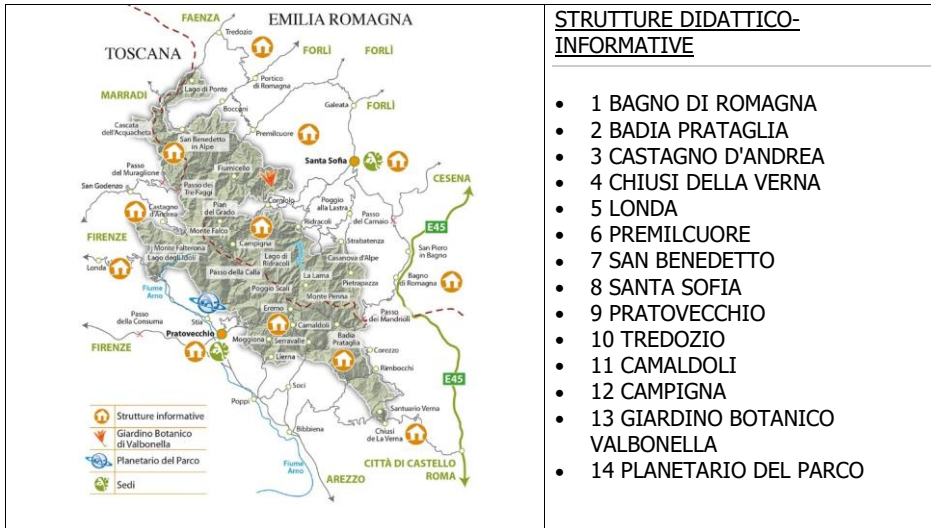 FAENZA
EMILIA ROMAGNA
TOSCANA
Tredozio
FORLÌ
FORLÌ
Portico
di Romagna
Lago di Ponte
MARRADI
Bocconi
Galeata
FORLÌ
Cascata
dell'Acquacheta
Premilcuore
San Benedetto
in Alpe
Santa Sofia
Passo
del Muraglione
Fiumicello
CESENA
San Godenzo
Passo dei
Tre Faggi
Corniolo
Poggio
alla Lastra
Castagno
d'Andrea
Pian
del Grado
Ridracoli
Passo
del Carnaio
E45
FIRENZE
Monte Falco
Campigna
Strabatenza
Monte Falterona
Lago di
Ridracoli
Casanova d'Alpe
San Piero
in Bagno
Lago degli Idoli
Londa
Passo della Calla
La Lama
Pietrapazza
Bagno
di Romagna
Fiume
Arno
Poggio Scali
Monte Penna
Eremo
Passo
della Consuma
Stia
Camaldoli
Passo
dei Mandrioli
Pratovecchio
Moggiona
Serravalle
Badia
Prataglia
FIRENZE
Lierna
Corezzo
Rimbocchi
E45
Soci
Poppi
Santuario Verna
Bibbiena
Chiusi
de La Verna
Fiume
Arno
CITTÀ DI CASTELLO
ROMA
AREZZO
Strutture informative
Giardino Botanico
di Valbonella
Planetario del Parco
Sedi
STRUTTURE DIDATTICO-
INFORMATIVE
• 1 BAGNO DI ROMAGNA
• 2 BADIA PRATAGLIA
• 3 CASTAGNO D'ANDREA
• 4 CHIUSI DELLA VERNA
• 5 LONDA
• 6 PREMILCUORE
• 7 SAN BENEDETTO
• 8 SANTA SOFIA
• 9 PRATOVECCHIO
• 10 TREDOZIO
• 11 CAMALDOLI
• 12 CAMPIGNA
• 13 GIARDINO BOTANICO
VALBONELLA
• 14 PLANETARIO DEL PARCO